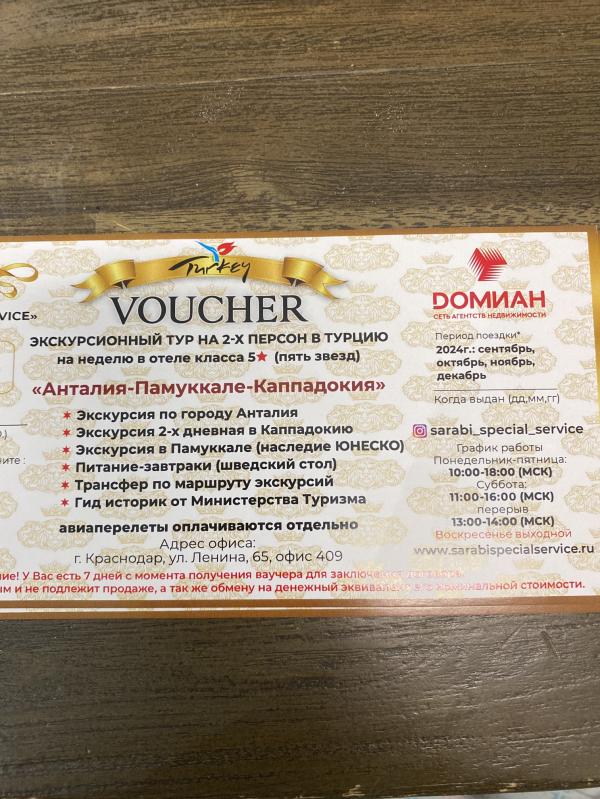 Turkey
VOUCHER
VICE»
ЭКСКУРСИОННЫЙ ТУР НА 2-Х ПЕРСОН В ТУРЦИЮ
на неделю в отеле класса 5★ (пять звезд)
«Анталия-Памуккале-Каппадокия»
✶ Экскурсия по городу Анталия
✶ Экскурсия 2-х дневная в Каппадокию
✶ Экскурсия в Памуккале (наследие ЮНЕСКО)
✶ Питание-завтраки (шведский стол)
✶ Трансфер по маршруту экскурсий
✶ Гид историк от Министерства Туризма
авиаперелеты оплачиваются отдельно
Адрес офиса:
г. Краснодар, ул. Ленина, 65, офис 409
ДОМИАН
СЕТЬ АГЕНТСТВ НЕДВИЖИМОСТИ
Период поездки*
2024г.: сентябрь,
октябрь, ноябрь,
декабрь
Когда выдан (дд,мм,гг)
sarabi_special_service
График работы
Понедельник-пятница:
10:00-18:00 (МСК)
Суббота:
11:00-16:00 (МСК)
перерыв
13:00-14:00 (МСК)
Воскресенье выходной
www.sarabispecialservice.ru
ние! У Вас есть 7 дней с момента получения ваучера для заключения договора.
ым и не подлежит продаже, а так же обмену на денежный эквивалент его номинальной стоимости.